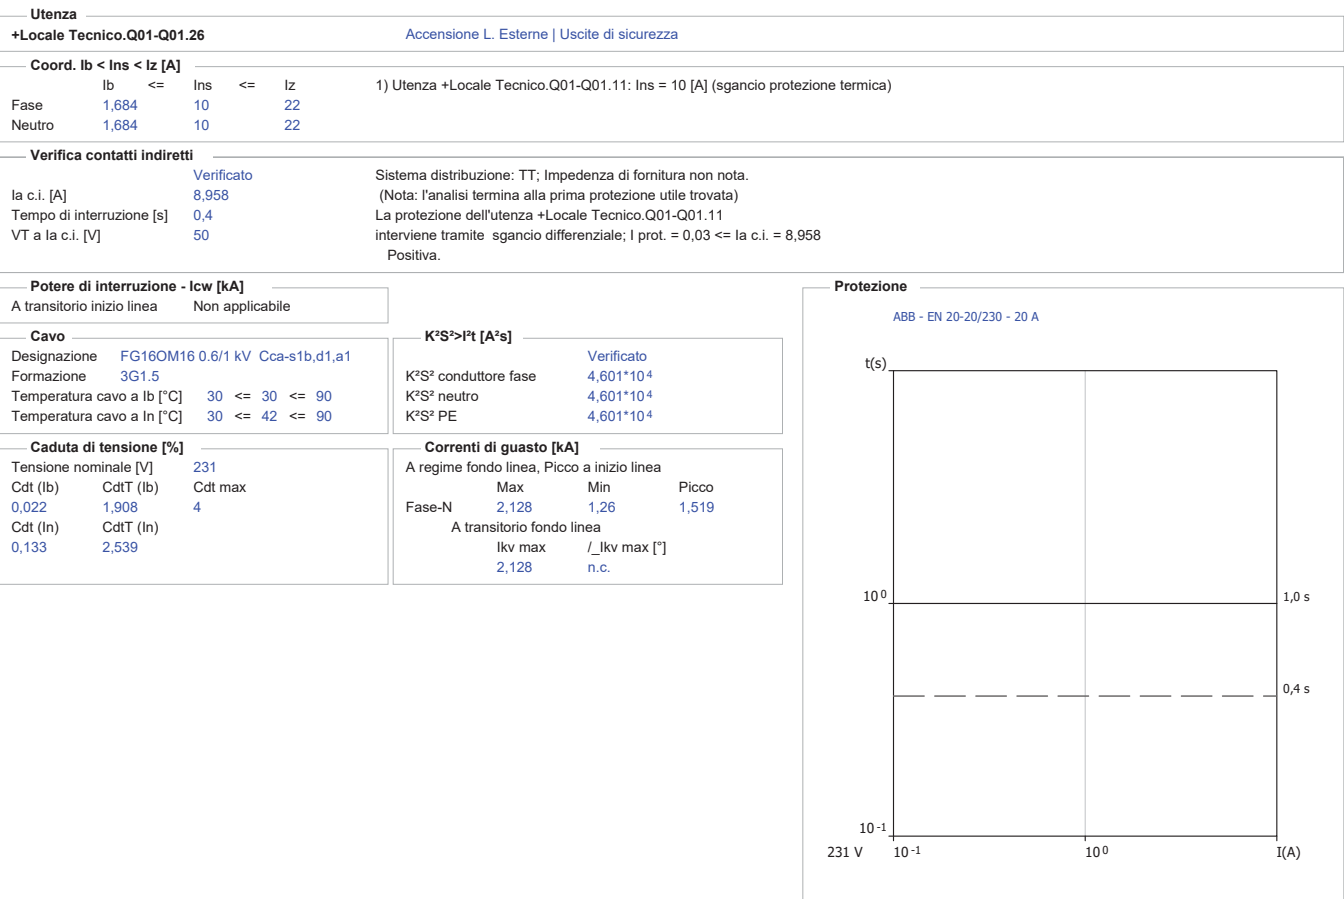 Utenza
+Locale Tecnico.Q01-Q01.26 Accensione L. Esterne | Uscite di sicurezza
Coord. Ib < Ins < Iz [A]
Ib <= Ins <= Iz 1) Utenza +Locale Tecnico.Q01-Q01.11: Ins = 10 [A] (sgancio protezione termica)
Fase 1,684 10 22
Neutro 1,684 10 22
Verifica contatti indiretti
Verificato Sistema distribuzione: TT; Impedenza di fornitura non nota.
Ia c.i. [A] 8,958 (Nota: l'analisi termina alla prima protezione utile trovata)
Tempo di interruzione [s] 0,4 La protezione dell'utenza +Locale Tecnico.Q01-Q01.11
VT a Ia c.i. [V] 50 interviene tramite sgancio differenziale; I prot. = 0,03 <= Ia c.i. = 8,958
Positiva.
Potere di interruzione - Icw [kA]
A transitorio inizio linea Non applicabile
Cavo
Designazione FG16OM16 0.6/1 kV Cca-s1b,d1,a1
Formazione 3G1.5
Temperatura cavo a Ib [°C] 30 <= 30 <= 90
Temperatura cavo a In [°C] 30 <= 42 <= 90
K²S²>I²t [A²s]
Verificato
K²S² conduttore fase 4,601*10⁴
K²S² neutro 4,601*10⁴
K²S² PE 4,601*10⁴
Caduta di tensione [%]
Tensione nominale [V] 231
Cdt (Ib) CdtT (Ib) Cdt max
0,022 1,908 4
Cdt (In) CdtT (In)
0,133 2,539
Correnti di guasto [kA]
A regime fondo linea, Picco a inizio linea
Max Min Picco
Fase-N 2,128 1,26 1,519
A transitorio fondo linea
Ikv max /_Ikv max [°]
2,128 n.c.
Protezione
ABB - EN 20-20/230 - 20 A
t(s)
10⁰ 1,0 s
0,4 s
10⁻¹
231 V 10⁻¹ 10⁰ I(A)